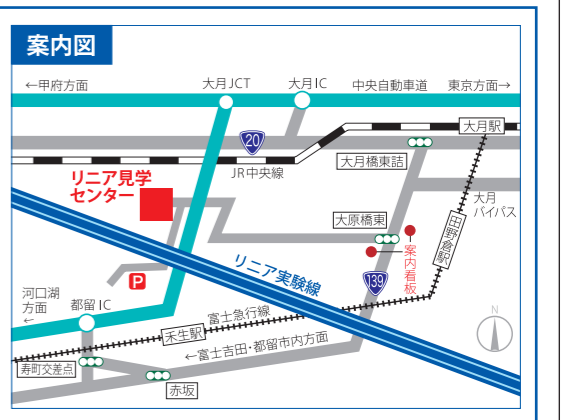 案内図
←甲府方面
大月JCT
大月IC
中央自動車道
東京方面→
大月駅
20
JR中央線
大月橋東詰
リニア見学
センター
大月
バイパス
大原橋東
田野倉駅
案内看板
リニア実験線
P
139
河口湖
方面
←
都留IC
富士急行線
禾生駅
←富士吉田・都留市内方面
寿町交差点
赤坂
N